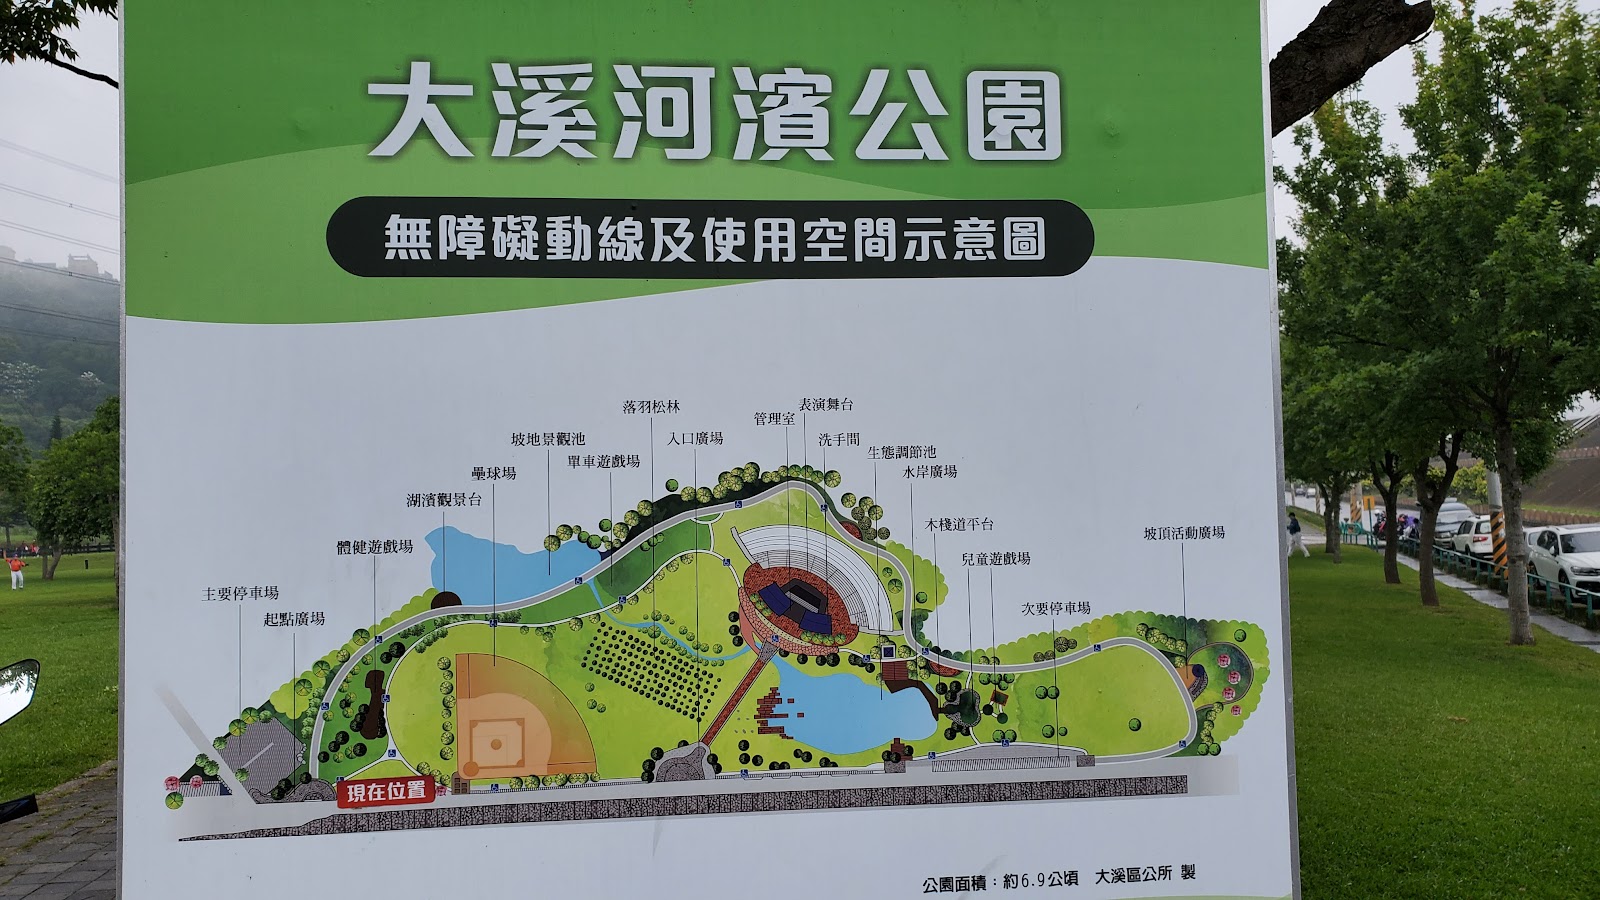 大溪河濱公園
無障礙動線及使用空間示意圖
表演舞台
落羽松林
管理室
入口廣場
洗手間
坡地景觀池
生態調節池
單車遊戲場
水岸廣場
壘球場
湖濱觀景台
木棧道平台
坡頂活動廣場
體健遊戲場
兒童遊戲場
主要停車場
次要停車場
起點廣場
現在位置
公園面積：約6.9公頃 大溪區公所 製